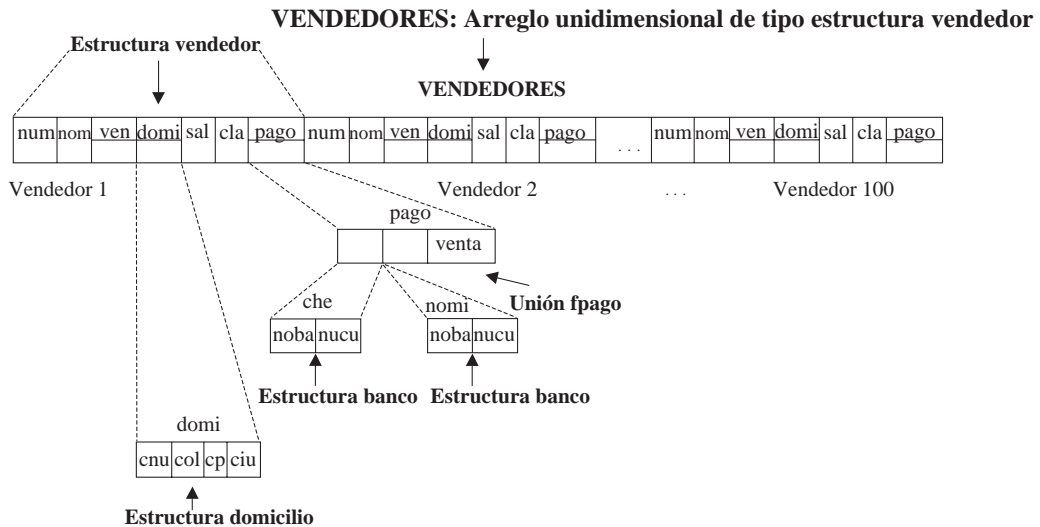 VENDEDORES: Arreglo unidimensional de tipo estructura vendedor
Estructura vendedor
VENDEDORES
num nom ven domi sal cla pago num nom ven domi sal cla pago ... num nom ven domi sal cla pago
Vendedor 1 Vendedor 2 ... Vendedor 100
pago
venta
Unión fpago
che nomi
noba nucu noba nucu
Estructura banco Estructura banco
domi
cnu col cp ciu
Estructura domicilio